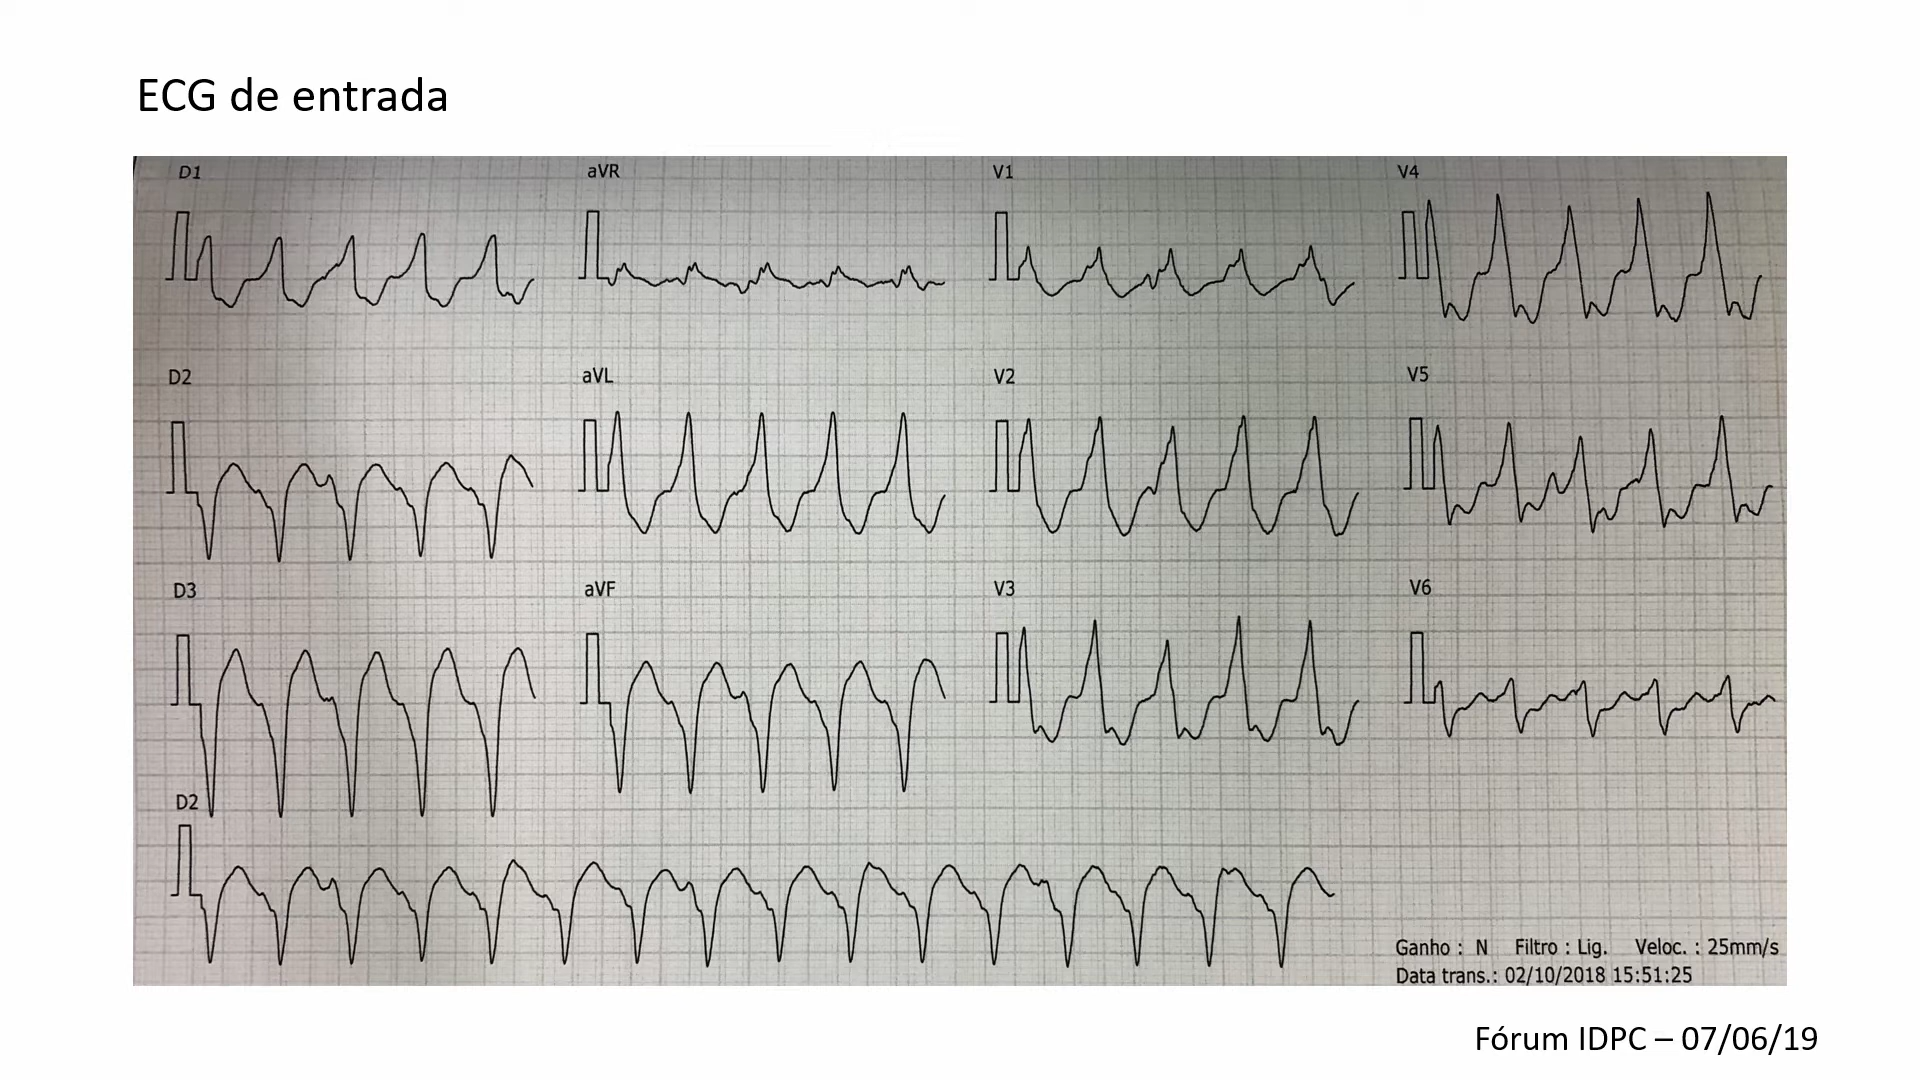 ECG de entrada
D1 aVR V1 V4
D2 aVL V2 V5
D3 aVF V3 V6
D2
Ganho : N Filtro : Lig. Veloc. : 25mm/s
Data trans.: 02/10/2018 15:51:25
Fórum IDPC – 07/06/19